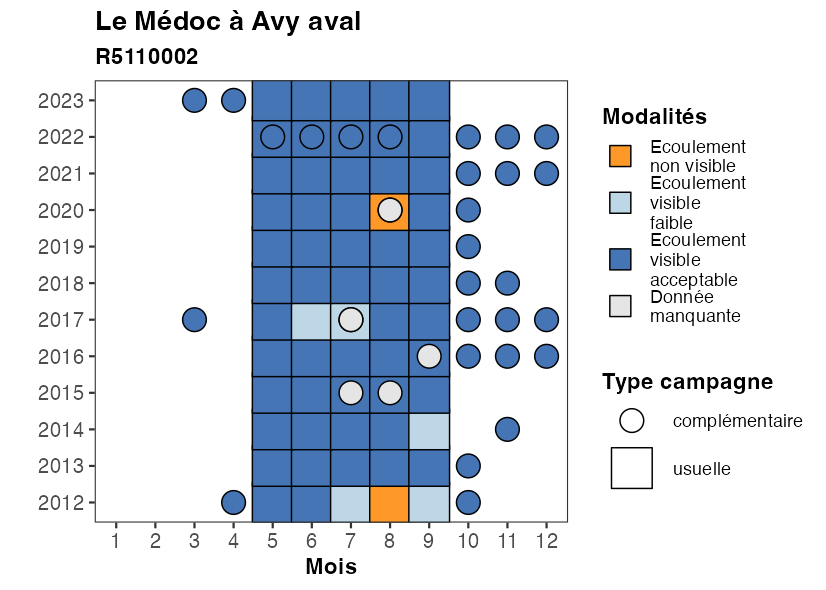 Le Médoc à Avy aval
R5110002
2023
2022
2021
2020
2019
2018
2017
2016
2015
2014
2013
2012
1 2 3 4 5 6 7 8 9 10 11 12
Mois
Modalités
Ecoulement
non visible
Ecoulement
visible
faible
Ecoulement
visible
acceptable
Donnée
manquante
Type campagne
complémentaire
usuelle